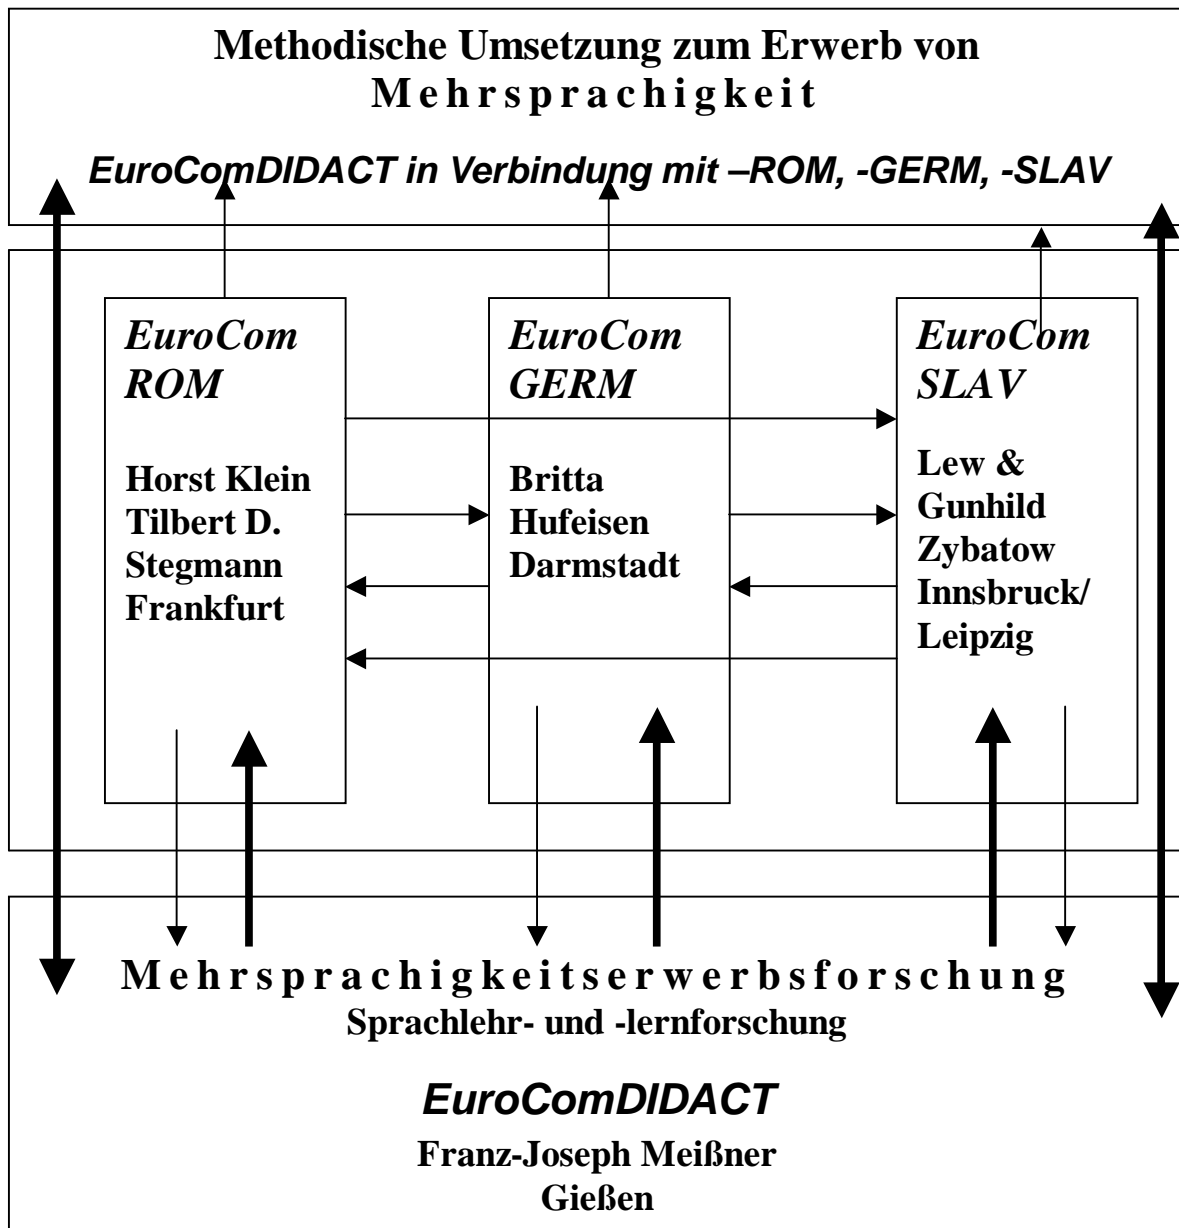 Methodische Umsetzung zum Erwerb von
Mehrsprachigkeit
EuroComDIDACT in Verbindung mit –ROM, -GERM, -SLAV
EuroCom
ROM
Horst Klein
Tilbert D.
Stegmann
Frankfurt
EuroCom
GERM
Britta
Hufeisen
Darmstadt
EuroCom
SLAV
Lew &
Gunhild
Zybatow
Innsbruck/
Leipzig
Mehrsprachigkeitserwerbsforschung
Sprachlehr- und -lernforschung
EuroComDIDACT
Franz-Joseph Meißner
Gießen